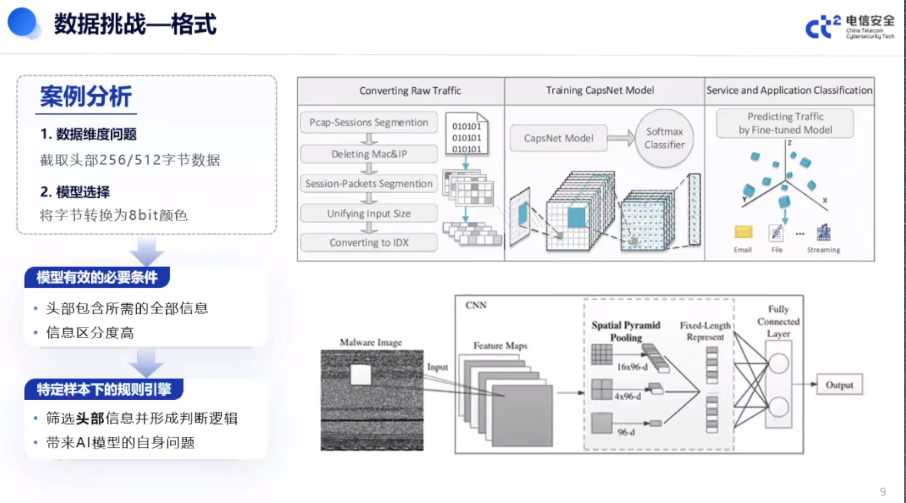 数据挑战—格式
ct²
电信安全
China Telecom
Cybersecurity Tech
案例分析
1. 数据维度问题
截取头部256/512字节数据
2. 模型选择
将字节转换为8bit颜色
模型有效的必要条件
• 头部包含所需的全部信息
• 信息区分度高
特定样本下的规则引擎
• 筛选头部信息并形成判断逻辑
• 带来AI模型的自身问题
Converting Raw Traffic
Pcap-Sessions Segmention
Deleting Mac&IP
Session-Packets Segmention
Unifying Input Size
Converting to IDX
010101
010101
010101
Training CapsNet Model
CapsNet Model
Softmax
Classifier
Service and Application Classification
Predicting Traffic
by Fine-tuned Model
Z
Y
X
...
Email
File
Streaming
CNN
Malware Image
Input
Feature Maps
Spatial Pyramid
Pooling
16x96-d
4x96-d
96-d
Fixed-Length
Represent
Fully
Connected
Layer
Output
9